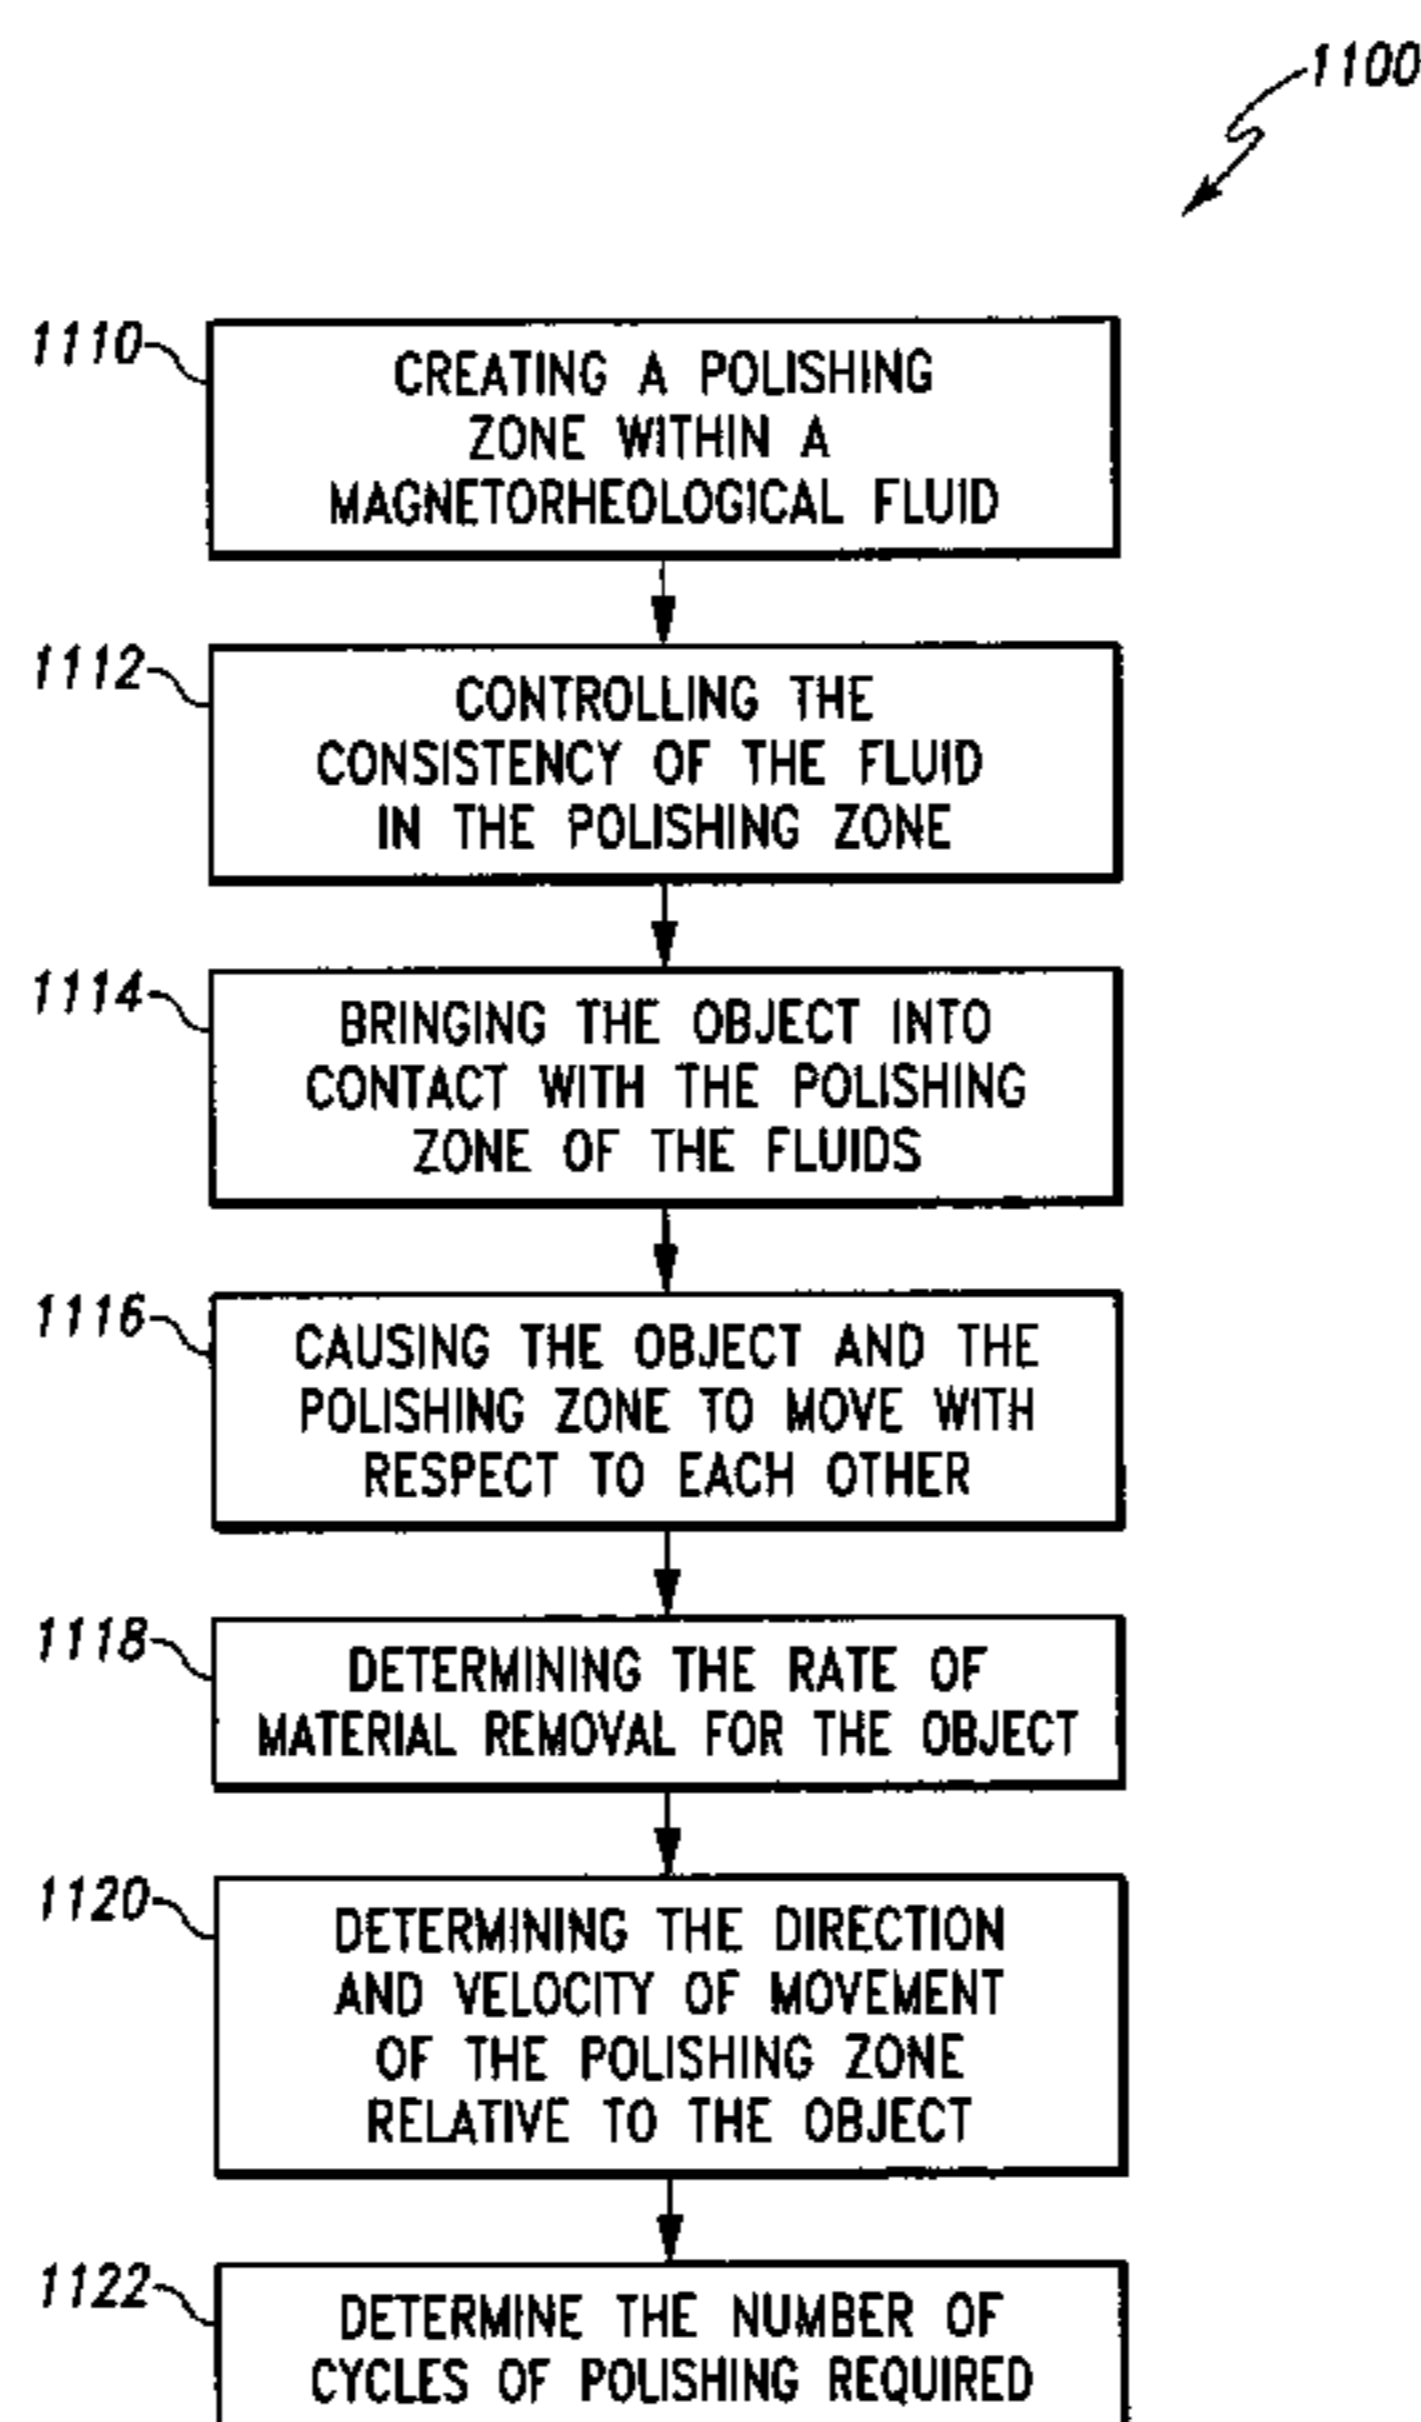 1100
1110
CREATING A POLISHING
ZONE WITHIN A
MAGNETORHEOLOGICAL FLUID
1112
CONTROLLING THE
CONSISTENCY OF THE FLUID
IN THE POLISHING ZONE
1114
BRINGING THE OBJECT INTO
CONTACT WITH THE POLISHING
ZONE OF THE FLUIDS
1116
CAUSING THE OBJECT AND THE
POLISHING ZONE TO MOVE WITH
RESPECT TO EACH OTHER
1118
DETERMINING THE RATE OF
MATERIAL REMOVAL FOR THE OBJECT
1120
DETERMINING THE DIRECTION
AND VELOCITY OF MOVEMENT
OF THE POLISHING ZONE
RELATIVE TO THE OBJECT
1122
DETERMINE THE NUMBER OF
CYCLES OF POLISHING REQUIRED